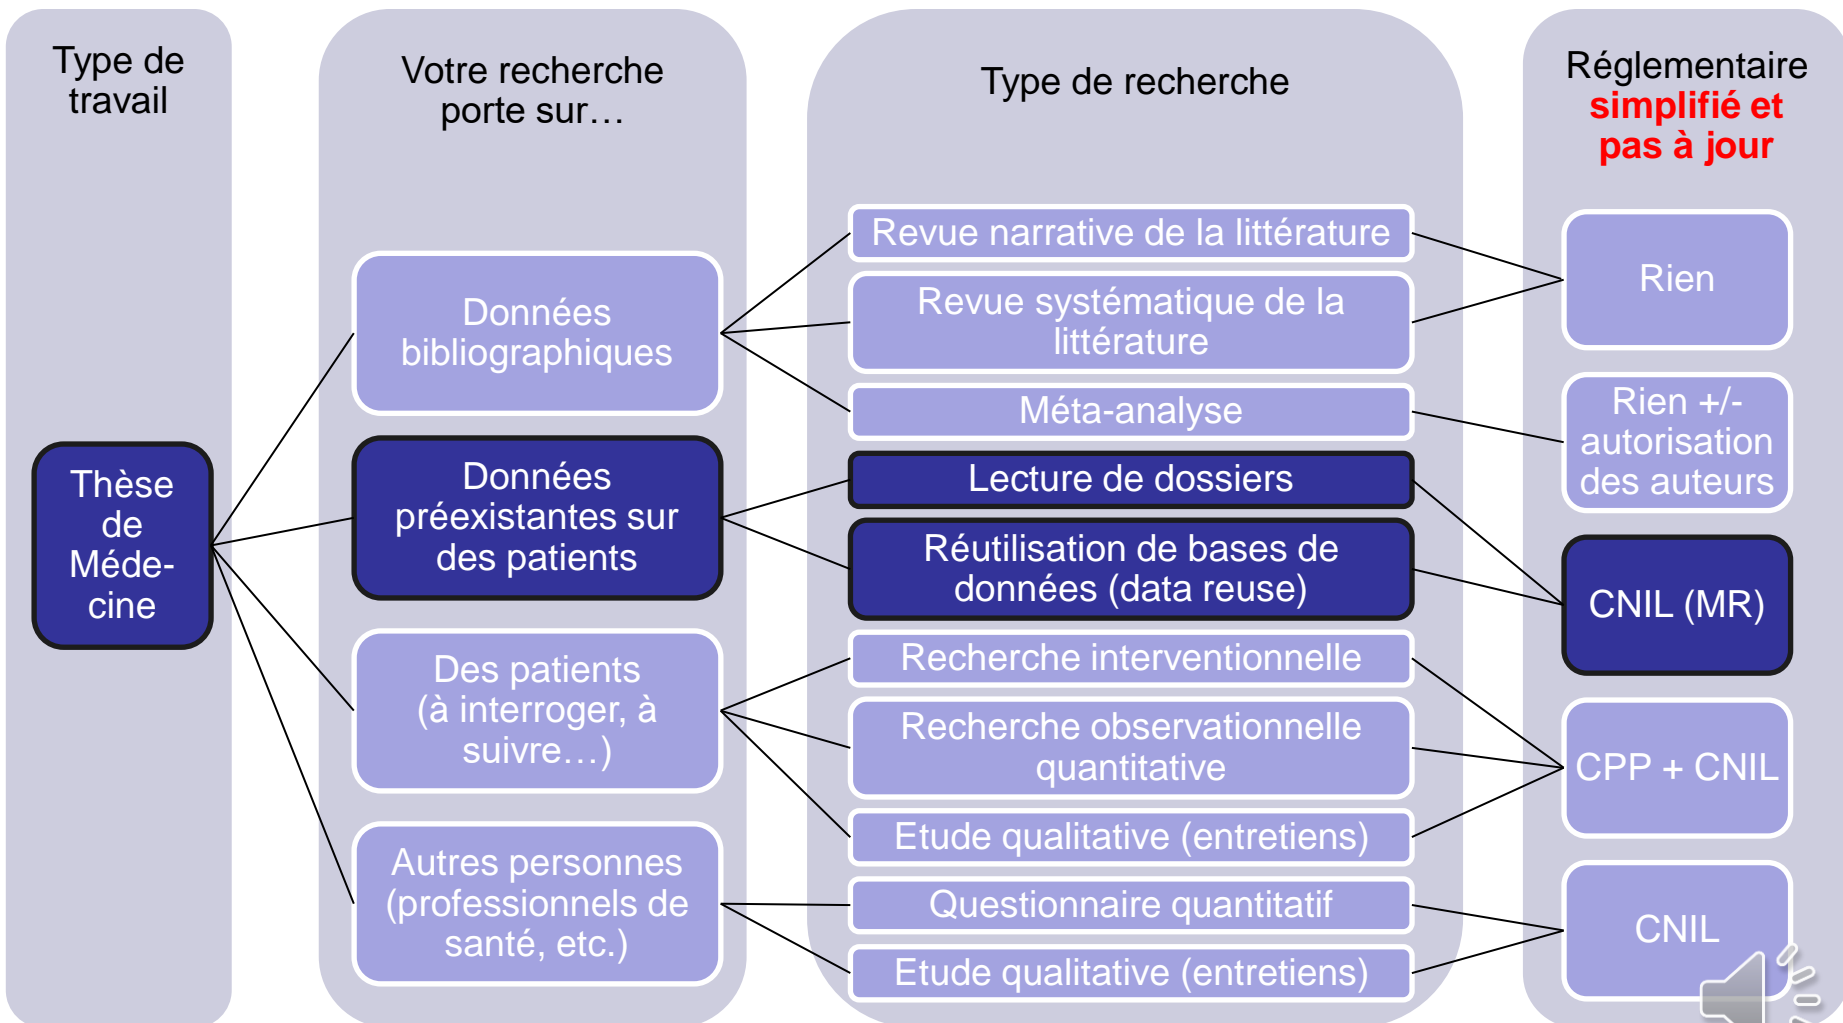 Type de
travail
Votre recherche
porte sur…
Type de recherche
Réglementaire
simplifié et
pas à jour
Thèse
de
Méde-
cine
Données
bibliographiques
Données
préexistantes sur
des patients
Des patients
(à interroger, à
suivre…)
Autres personnes
(professionnels de
santé, etc.)
Revue narrative de la littérature
Revue systématique de la
littérature
Méta-analyse
Lecture de dossiers
Réutilisation de bases de
données (data reuse)
Recherche interventionnelle
Recherche observationnelle
quantitative
Etude qualitative (entretiens)
Questionnaire quantitatif
Etude qualitative (entretiens)
Rien
Rien +/-
autorisation
des auteurs
CNIL (MR)
CPP + CNIL
CNIL